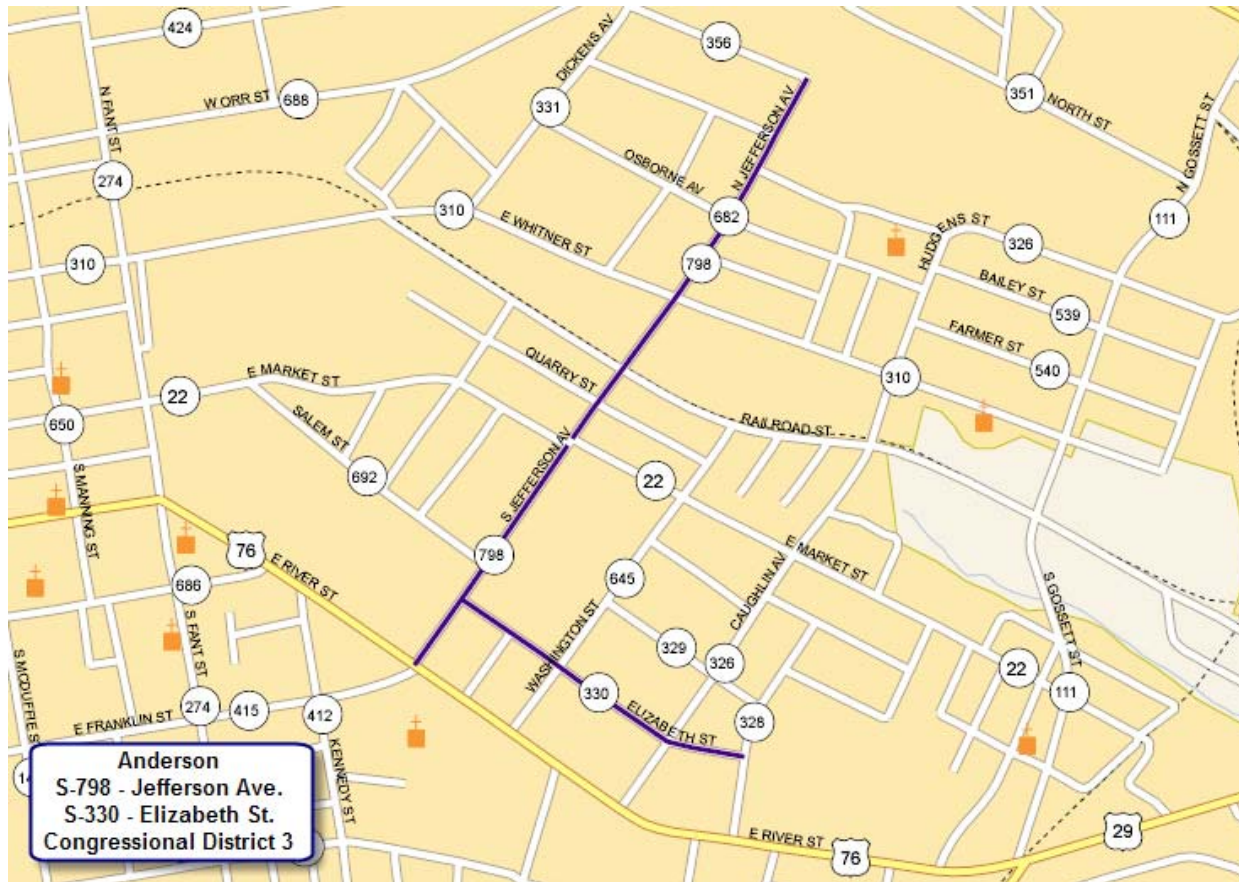 424
356
DICKENS AV
W ORR ST
688
331
N JEFFERSON AV
351
NORTH ST
N FANT ST
274
OSBORNE AV
N GOSSETT ST
310
E WHITNER ST
682
111
310
798
HUDGENS ST
326
BAILEY ST
539
FARMER ST
540
QUARRY ST
E MARKET ST
22
310
SALEM ST
650
RAILROAD ST
S JEFFERSON AV
692
22
S MANNING ST
76
E RIVER ST
798
E MARKET ST
686
645
CAUGHLIN AV
S GOSSETT ST
S FANT ST
WASHINGTON ST
329
326
22
S MCDUFFIE ST
274
415
412
330
ELIZABETH ST
328
111
E FRANKLIN ST
KENNEDY ST
E RIVER ST
76
29
Anderson
S-798 - Jefferson Ave.
S-330 - Elizabeth St.
Congressional District 3